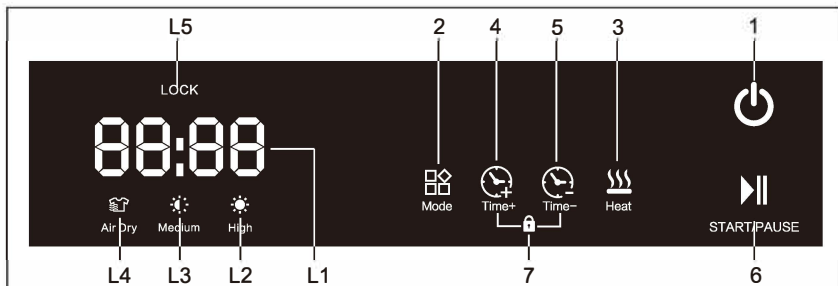 L5 2 4 5 3 1
LOCK
88:88
Mode Time+ Time− Heat
Air Dry Medium High START/PAUSE
L4 L3 L2 L1 7 6